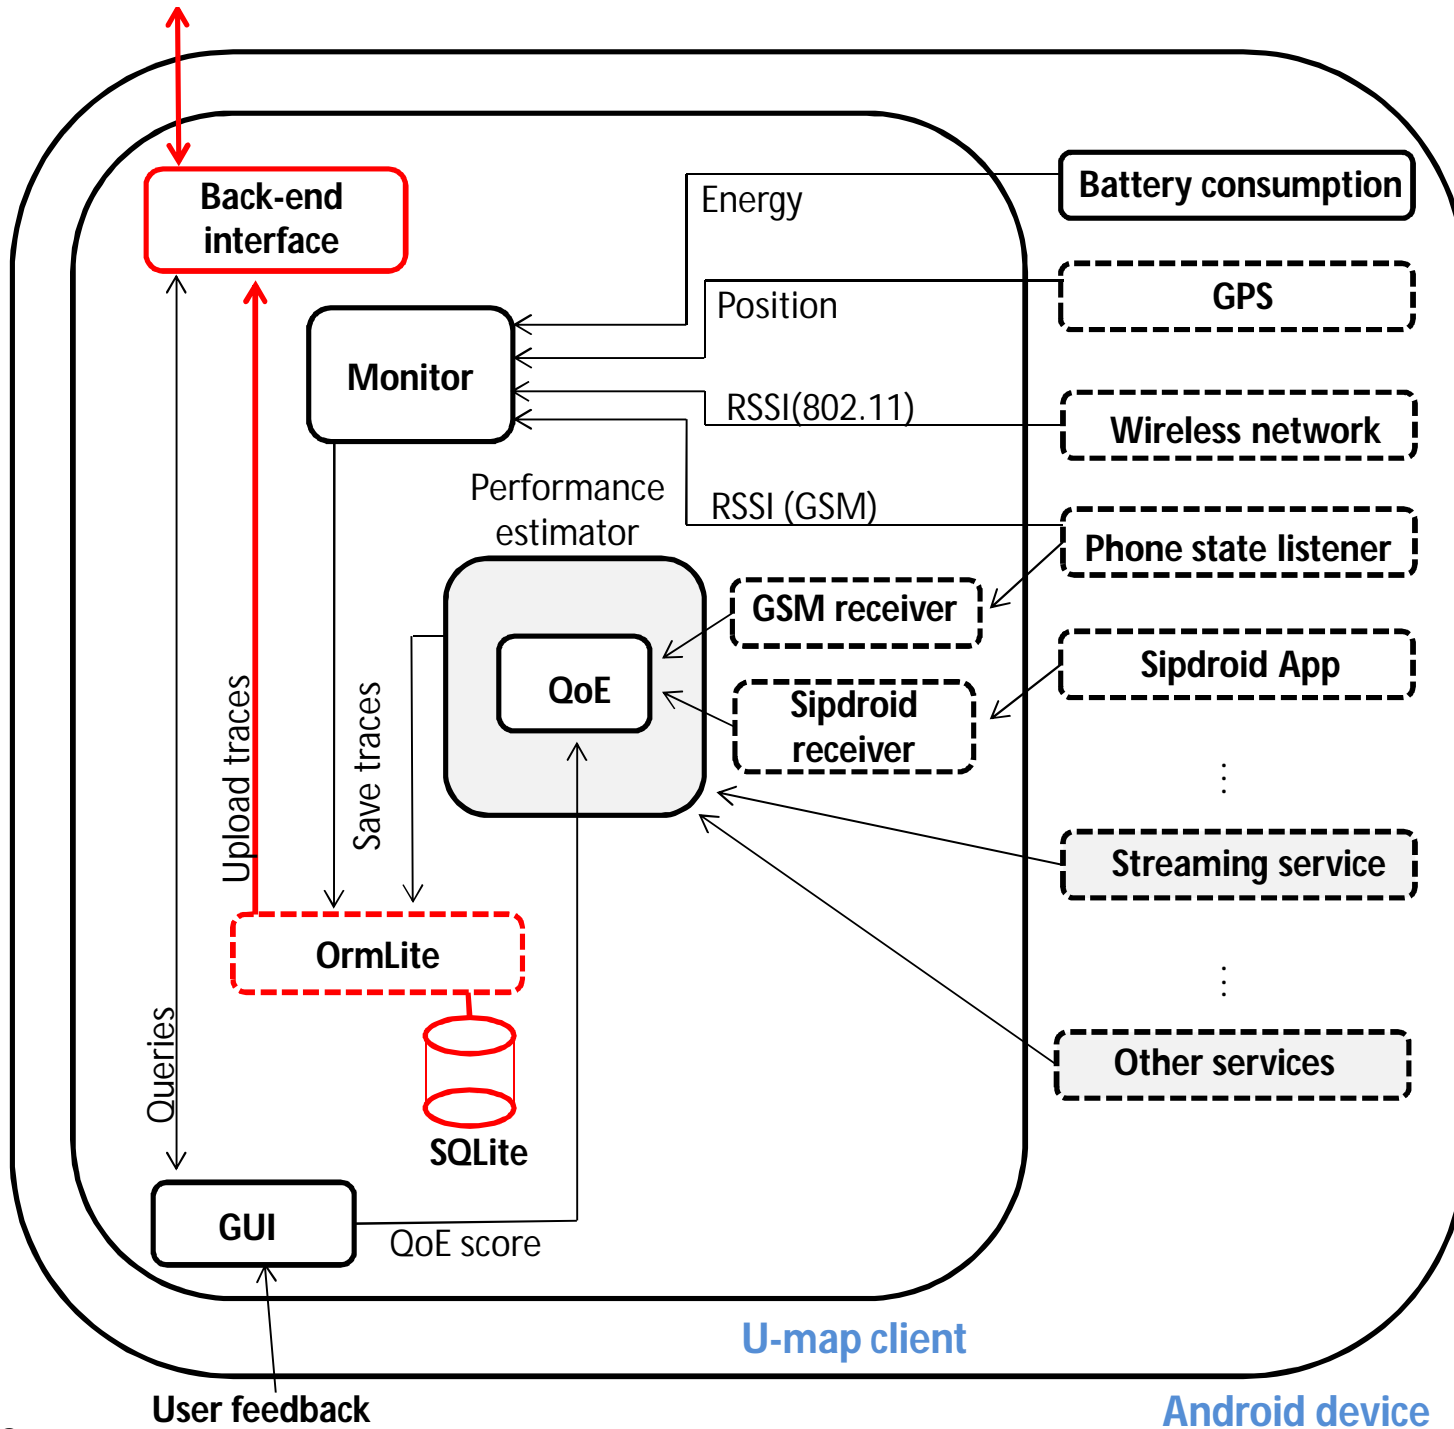 Back-end
interface
Energy
Battery consumption
Position
GPS
Monitor
RSSI(802.11)
Wireless network
Performance
estimator
RSSI (GSM)
Phone state listener
GSM receiver
QoE
Sipdroid
receiver
Sipdroid App
Upload traces
Save traces
Streaming service
OrmLite
SQLite
Queries
Other services
GUI
QoE score
U-map client
User feedback
Android device